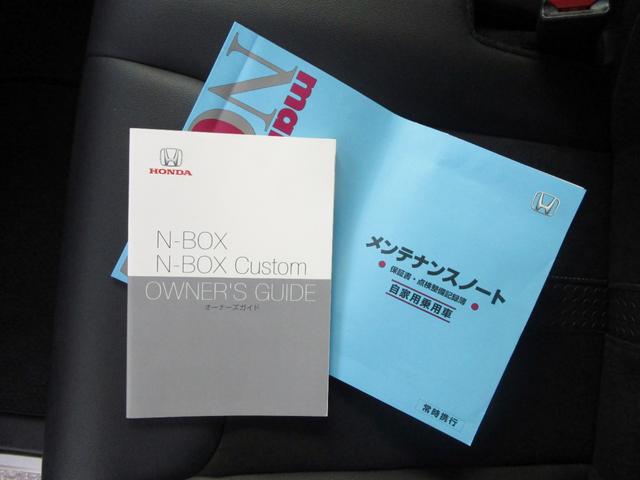 HONDA
N-BOX
N-BOX Custom
OWNER'S GUIDE
オーナーズガイド
メンテナンスノート
保証書・点検整備記録簿
自家用乗用車
常時携行